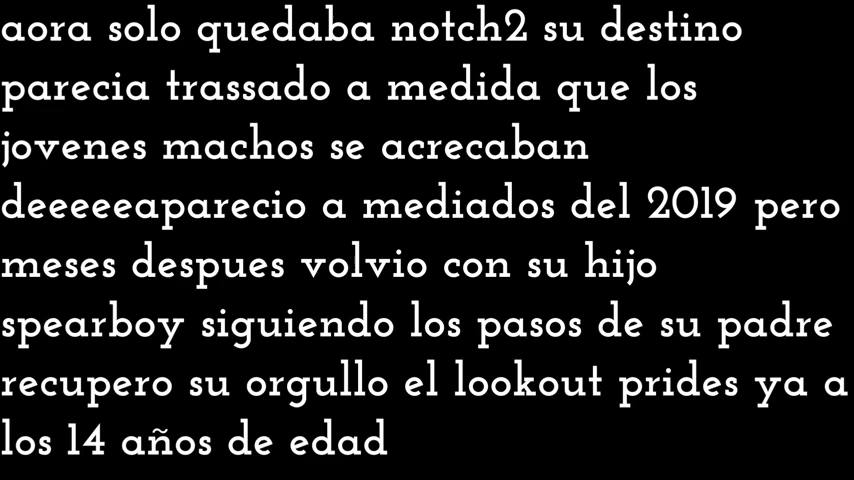 aora solo quedaba notch2 su destino
parecia trassado a medida que los
jovenes machos se acrecaban
deeeeeaparecio a mediados del 2019 pero
meses despues volvio con su hijo
spearboy siguiendo los pasos de su padre
recupero su orgullo el lookout prides ya a
los 14 años de edad